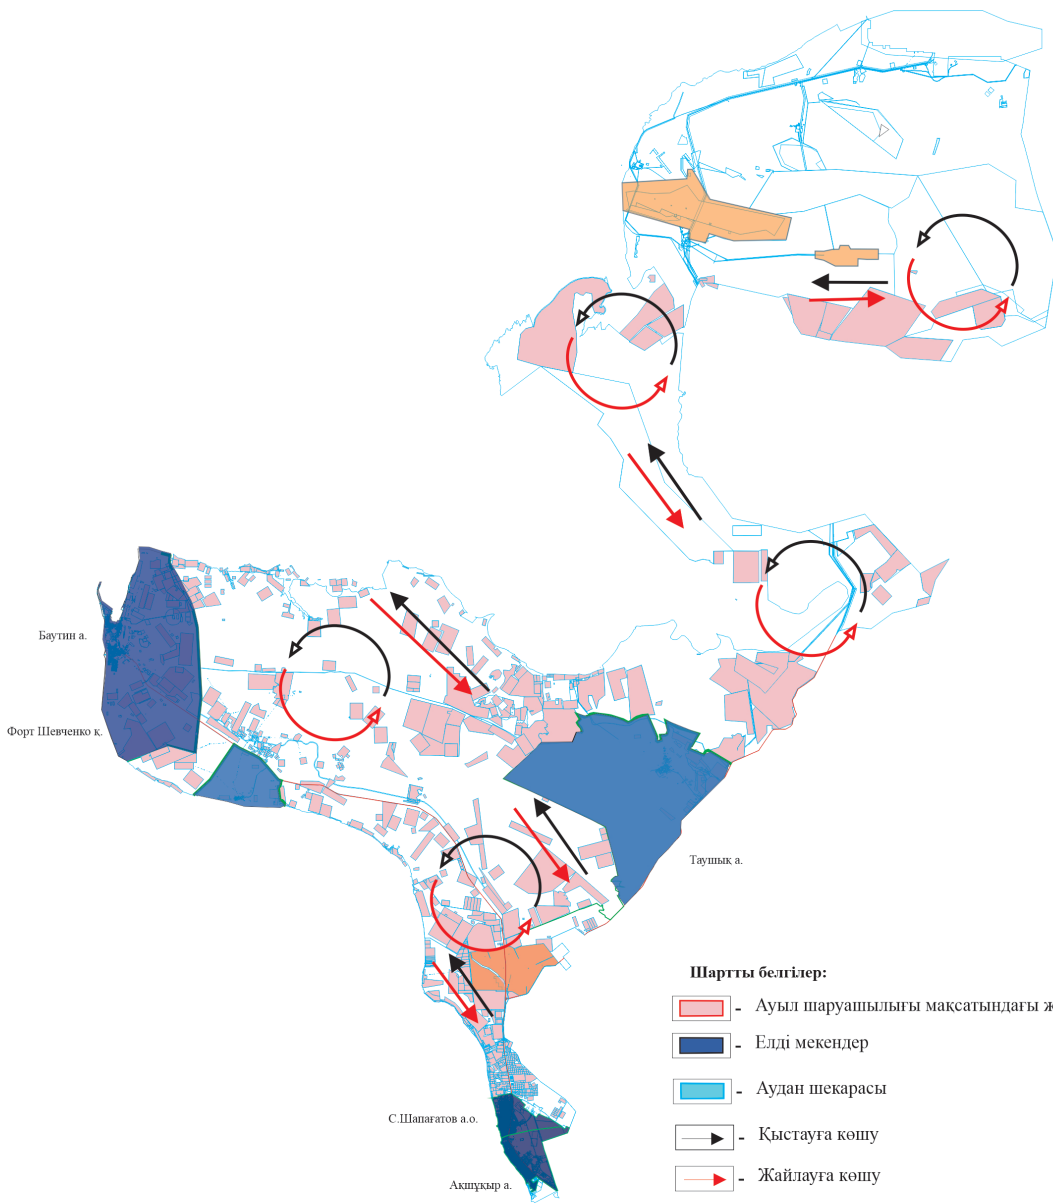 Баутин а.
Форт Шевченко қ.
Таушық а.
С.Шапағатов а.о.
Ақшұқыр а.
Шартты белгілер:
- Ауыл шаруашылығы мақсатындағы ж
- Елді мекендер
- Аудан шекарасы
- Қыстауға көшу
- Жайлауға көшу